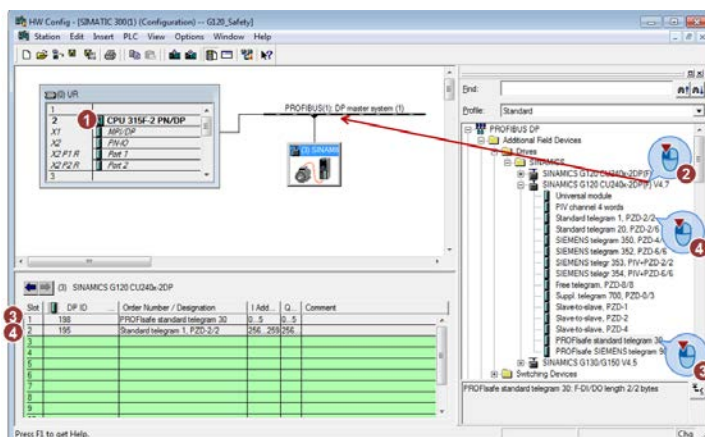 HW Config - [SIMATIC 300(1) (Configuration) -- G120_Safety]
Station Edit Insert PLC View Options Window Help
(0) UR
1
2 CPU 315F-2 PN/DP
X1 MPI/DP
X2 PN-IO
X2 P1 R Port 1
X2 P2 R Port 2
3
1
PROFIBUS(1): DP master system (1)
(3) SINAM
Find:
Profile: Standard
PROFIBUS DP
Additional Field Devices
Drives
SINAMICS
SINAMICS G120 CU240x-2DP(F)
SINAMICS G120 CU240x-2DP(F) V4.7
Universal module
PIV channel 4 words
Standard telegram 1, PZD-2/2
Standard telegram 20, PZD-2/6
SIEMENS telegram 350, PZD-4/
SIEMENS telegram 352, PZD-6/6
SIEMENS telegr 353, PIV+PZD-2/2
SIEMENS telegr 354, PIV+PZD-6/6
Free telegram, PZD-8/8
Suppl. telegram 700, PZD-0/3
Slave-to-slave, PZD-1
Slave-to-slave, PZD-2
Slave-to-slave, PZD-4
PROFIsafe standard telegram 30
PROFIsafe SIEMENS telegram 90
SINAMICS G130/G150 V4.5
Switching Devices
2
4
3
PROFIsafe standard telegram 30: F-DI/DO length 2/2 bytes
(3) SINAMICS G120 CU240x-2DP
Slot DP ID ... Order Number / Designation I Add... Q... Comment
3 1 198 PROFIsafe standard telegram 30 0...5 0...5
4 2 195 Standard telegram 1, PZD-2/2 256...259 256...
3
4
5
6
7
8
9
Press F1 to get Help.
Chg